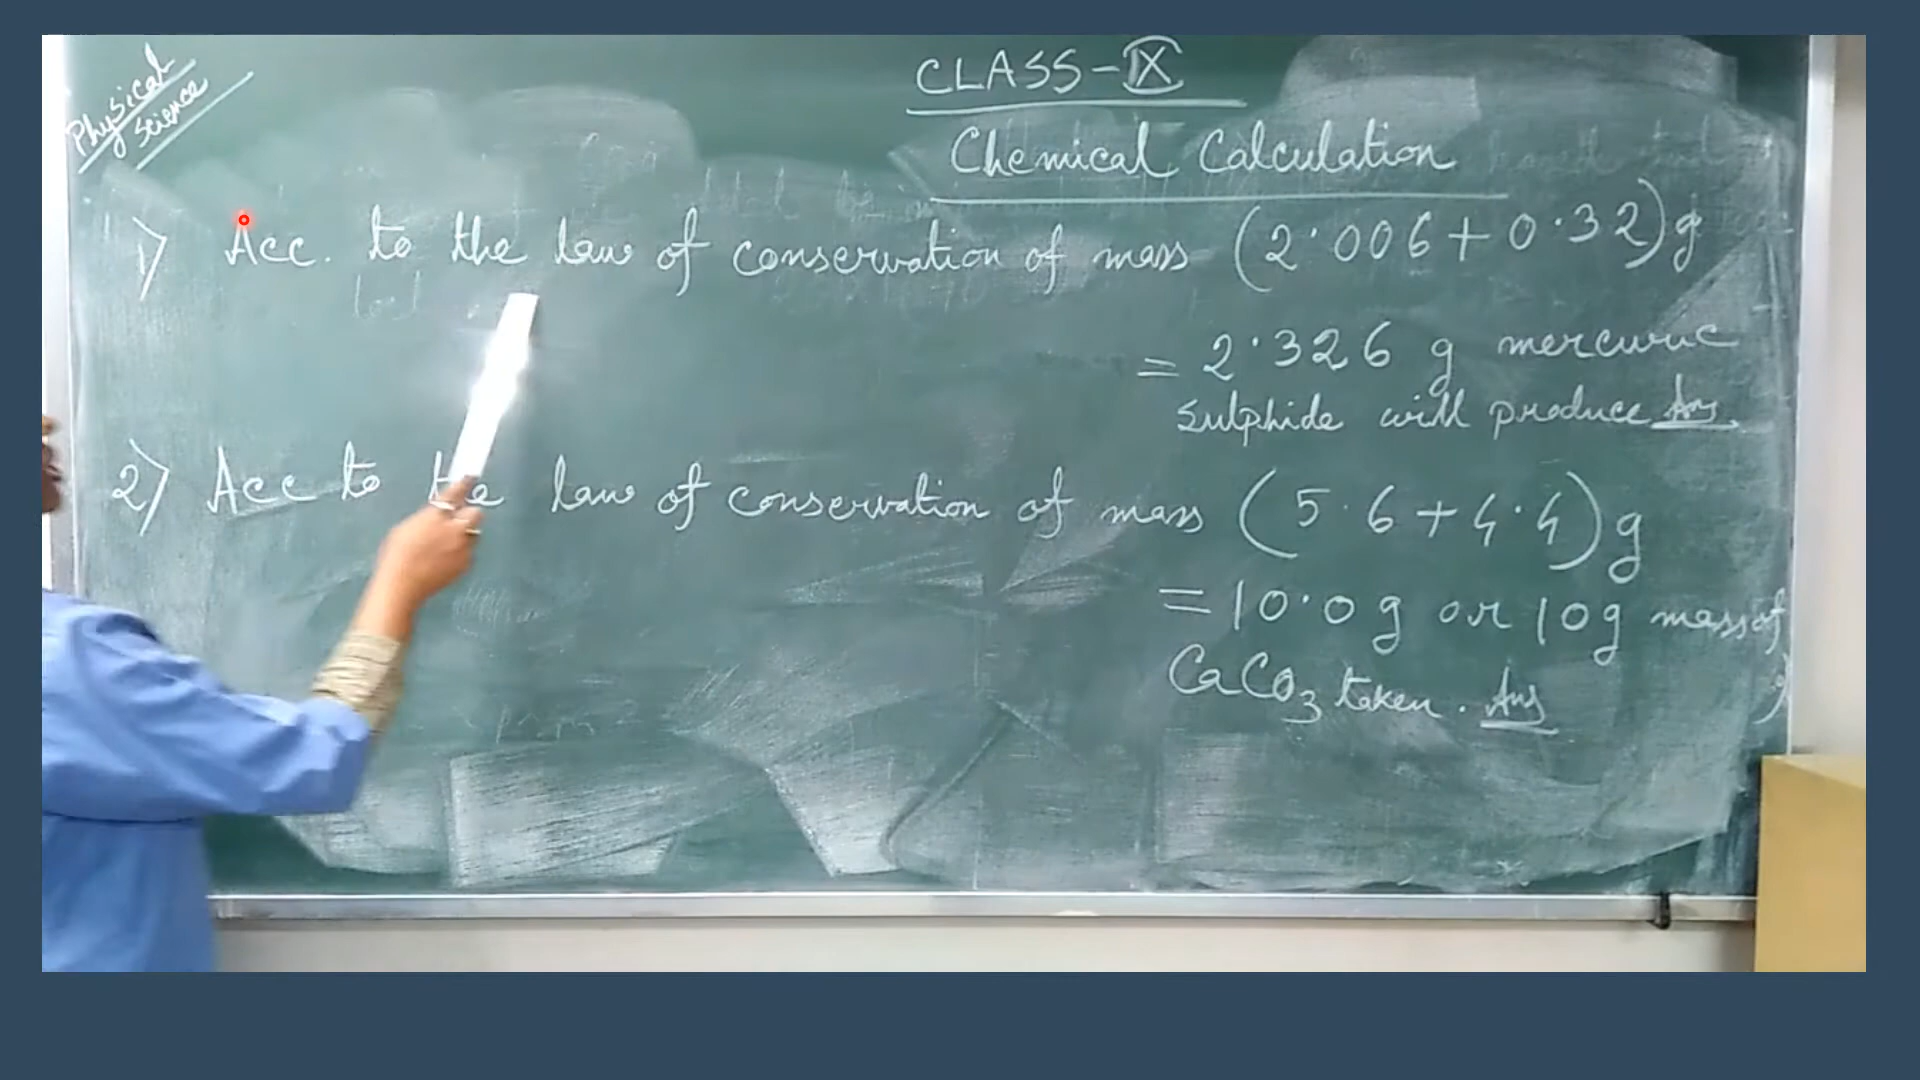 Physical
Science
CLASS-IX
Chemical Calculation
1) Acc. to the law of conservation of mass (2.006+0.32)g
= 2.326 g mercuric
sulphide will produce Ans.
2) Acc to the law of conservation of mass (5.6+4.4)g
= 10.0g or 10g mass of
CaCO3 taken. Ans